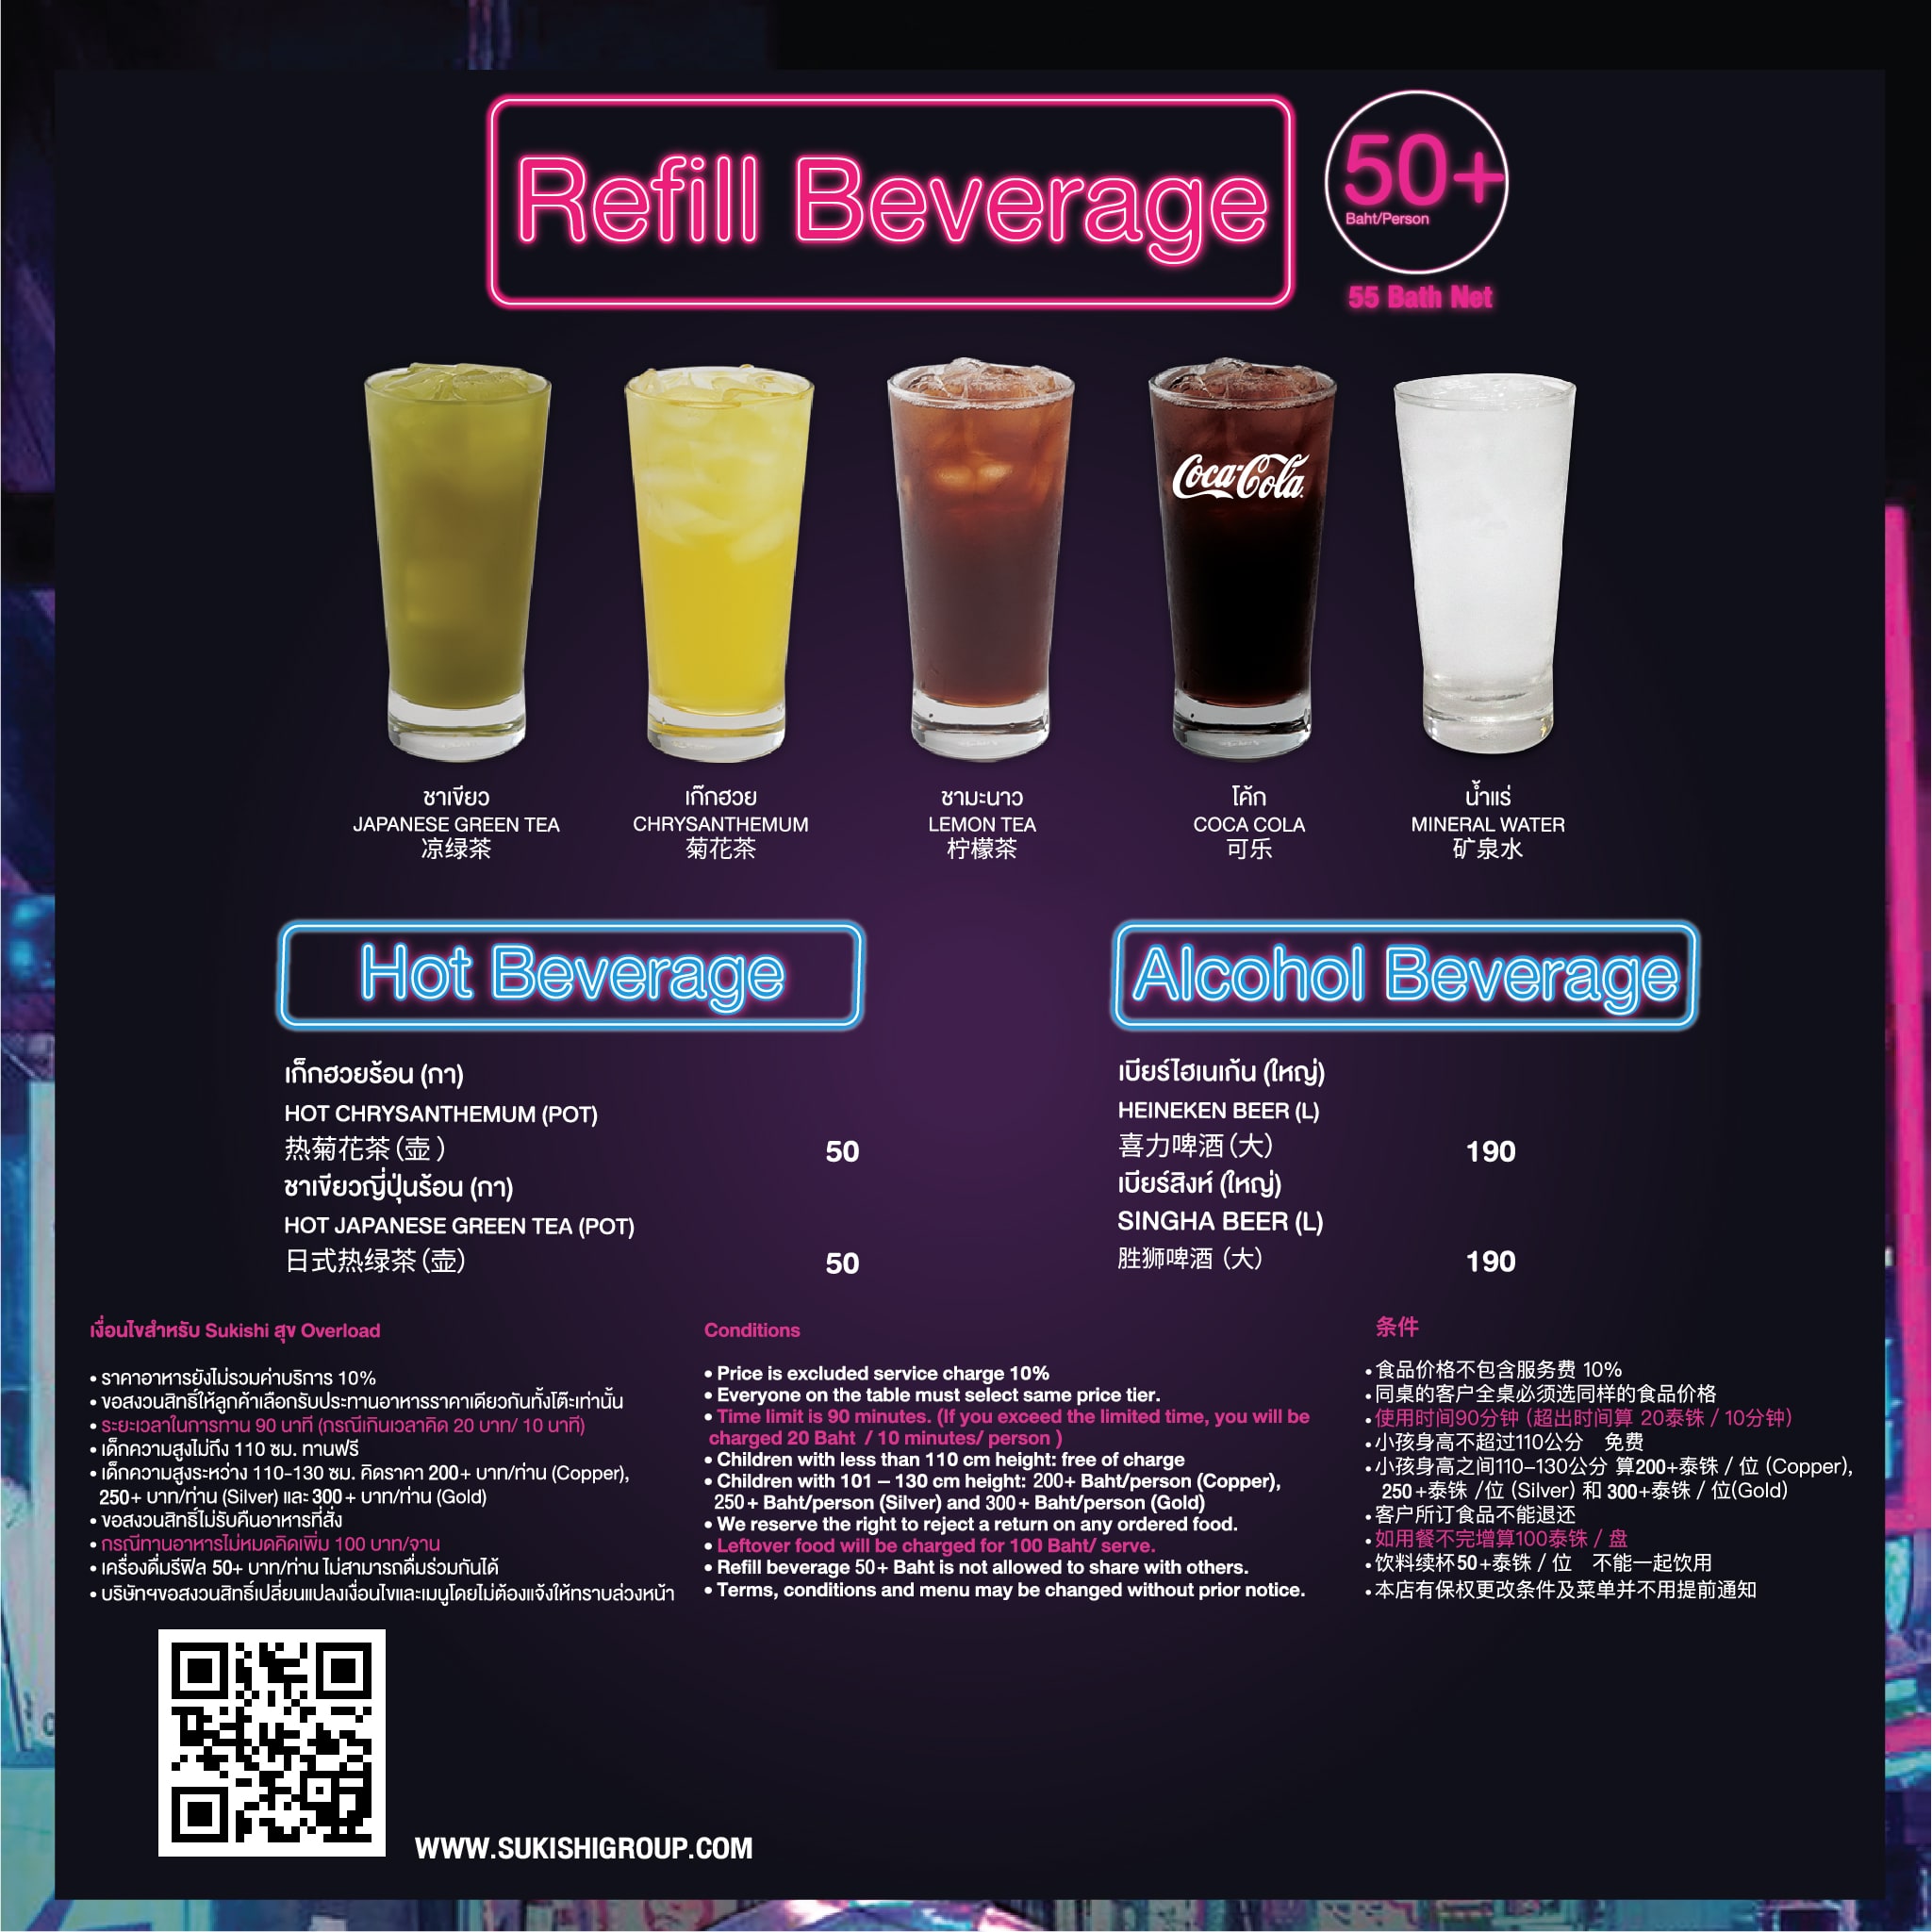 Refill Beverage
50+
Baht/Person
55 Bath Net
Coca-Cola
ชาเขียว
JAPANESE GREEN TEA
凉绿茶
เก๊กฮวย
CHRYSANTHEMUM
菊花茶
ชามะนาว
LEMON TEA
柠檬茶
โค้ก
COCA COLA
可乐
น้ำแร่
MINERAL WATER
矿泉水
Hot Beverage
เก็กฮวยร้อน (กา)
HOT CHRYSANTHEMUM (POT)
热菊花茶（壶 ） 50
ชาเขียวญี่ปุ่นร้อน (กา)
HOT JAPANESE GREEN TEA (POT)
日式热绿茶（壶） 50
Alcohol Beverage
เบียร์ไฮเนเก้น (ใหญ่)
HEINEKEN BEER (L)
喜力啤酒（大） 190
เบียร์สิงห์ (ใหญ่)
SINGHA BEER (L)
胜狮啤酒（大） 190
เงื่อนไขสำหรับ Sukishi สุข Overload
• ราคาอาหารยังไม่รวมค่าบริการ 10%
• ขอสงวนสิทธิ์ให้ลูกค้าเลือกรับประทานอาหารราคาเดียวกันทั้งโต๊ะเท่านั้น
• ระยะเวลาในการทาน 90 นาที (กรณีเกินเวลาคิด 20 บาท/ 10 นาที)
• เด็กความสูงไม่ถึง 110 ซม. ทานฟรี
• เด็กความสูงระหว่าง 110-130 ซม. คิดราคา 200+ บาท/ท่าน (Copper),
250+ บาท/ท่าน (Silver) และ 300+ บาท/ท่าน (Gold)
• ขอสงวนสิทธิ์ไม่รับคืนอาหารที่สั่ง
• กรณีทานอาหารไม่หมดคิดเพิ่ม 100 บาท/จาน
• เครื่องดื่มรีฟิล 50+ บาท/ท่าน ไม่สามารถดื่มร่วมกันได้
• บริษัทฯขอสงวนสิทธิ์เปลี่ยนแปลงเงื่อนไขและเมนูโดยไม่ต้องแจ้งให้ทราบล่วงหน้า
Conditions
• Price is excluded service charge 10%
• Everyone on the table must select same price tier.
• Time limit is 90 minutes. (If you exceed the limited time, you will be
charged 20 Baht / 10 minutes/ person )
• Children with less than 110 cm height: free of charge
• Children with 101 – 130 cm height: 200+ Baht/person (Copper),
250+ Baht/person (Silver) and 300+ Baht/person (Gold)
• We reserve the right to reject a return on any ordered food.
• Leftover food will be charged for 100 Baht/ serve.
• Refill beverage 50+ Baht is not allowed to share with others.
• Terms, conditions and menu may be changed without prior notice.
条件
• 食品价格不包含服务费 10%
• 同桌的客户全桌必须选同样的食品价格
• 使用时间90分钟（超出时间算 20泰铢 / 10分钟）
• 小孩身高不超过110公分 免费
• 小孩身高之间110–130公分 算200+泰铢 / 位 (Copper),
250+泰铢 /位 (Silver) 和 300+泰铢 / 位(Gold)
• 客户所订食品不能退还
• 如用餐不完增算100泰铢 / 盘
• 饮料续杯50+泰铢 / 位 不能一起饮用
• 本店有保权更改条件及菜单并不用提前通知
WWW.SUKISHIGROUP.COM